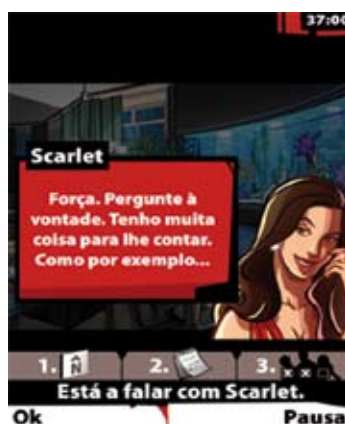 37:00
Scarlet
Força. Pergunte à
vontade. Tenho muita
coisa para lhe contar.
Como por exemplo...
1. 2. 3.
Está a falar com Scarlet.
Ok Pausa